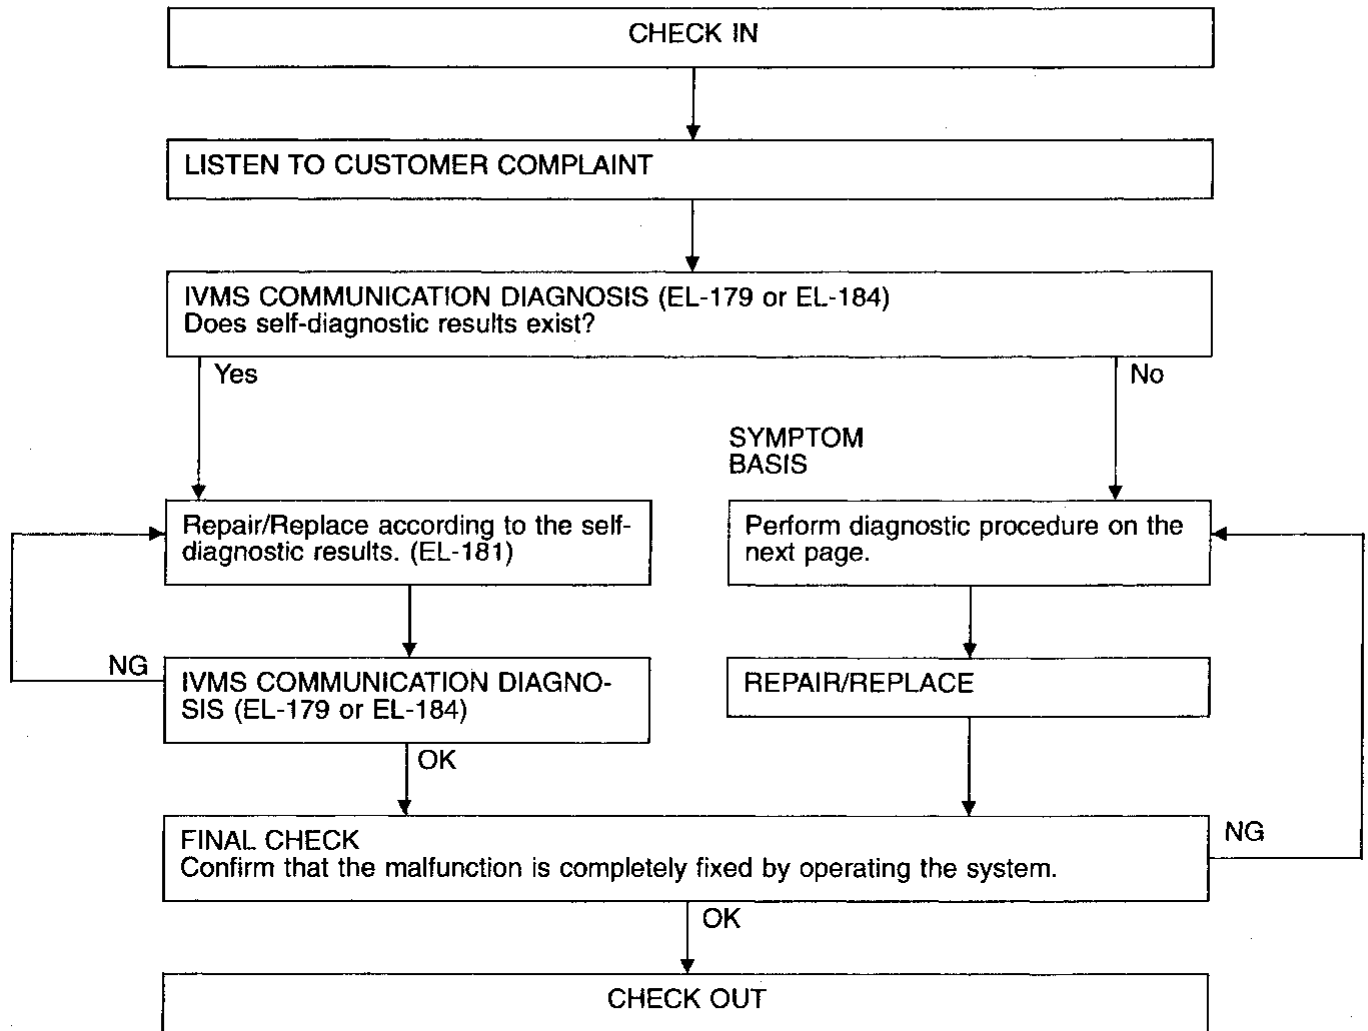 CHECK IN
LISTEN TO CUSTOMER COMPLAINT
IVMS COMMUNICATION DIAGNOSIS (EL-179 or EL-184)
Does self-diagnostic results exist?
Yes
No
SYMPTOM
BASIS
Repair/Replace according to the self-
diagnostic results. (EL-181)
Perform diagnostic procedure on the
next page.
NG
IVMS COMMUNICATION DIAGNO-
SIS (EL-179 or EL-184)
REPAIR/REPLACE
OK
FINAL CHECK
Confirm that the malfunction is completely fixed by operating the system.
NG
OK
CHECK OUT